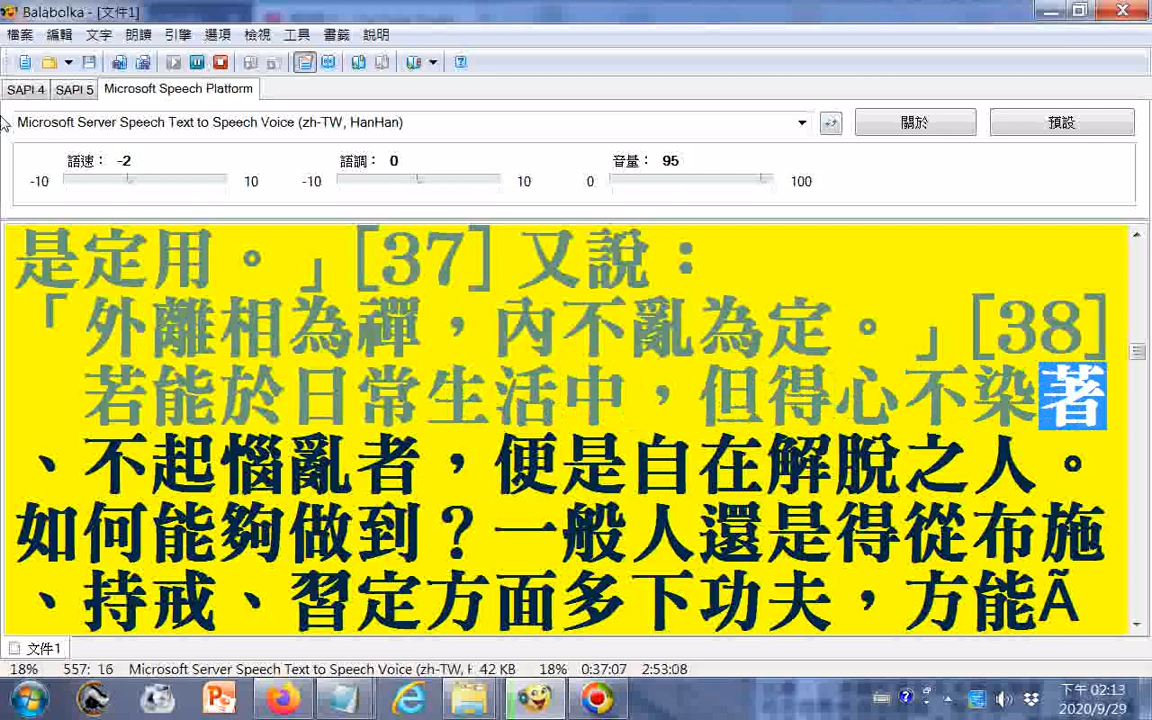 Balabolka - [文件1]
檔案 編輯 文字 朗讀 引擎 選項 檢視 工具 書籤 說明
SAPI 4 SAPI 5 Microsoft Speech Platform
Microsoft Server Speech Text to Speech Voice (zh-TW, HanHan) 關於 預設
語速： -2 語調： 0 音量： 95
-10 10 -10 10 0 100
是定用。」[37] 又說：
「外離相為禪，內不亂為定。」[38]
若能於日常生活中，但得心不染著
、不起惱亂者，便是自在解脫之人。
如何能夠做到？一般人還是得從布施
、持戒、習定方面多下功夫，方能Ã
文件1
18% 557: 16 Microsoft Server Speech Text to Speech Voice (zh-TW, H 42 KB 18% 0:37:07 2:53:08
下午 02:13
2020/9/29